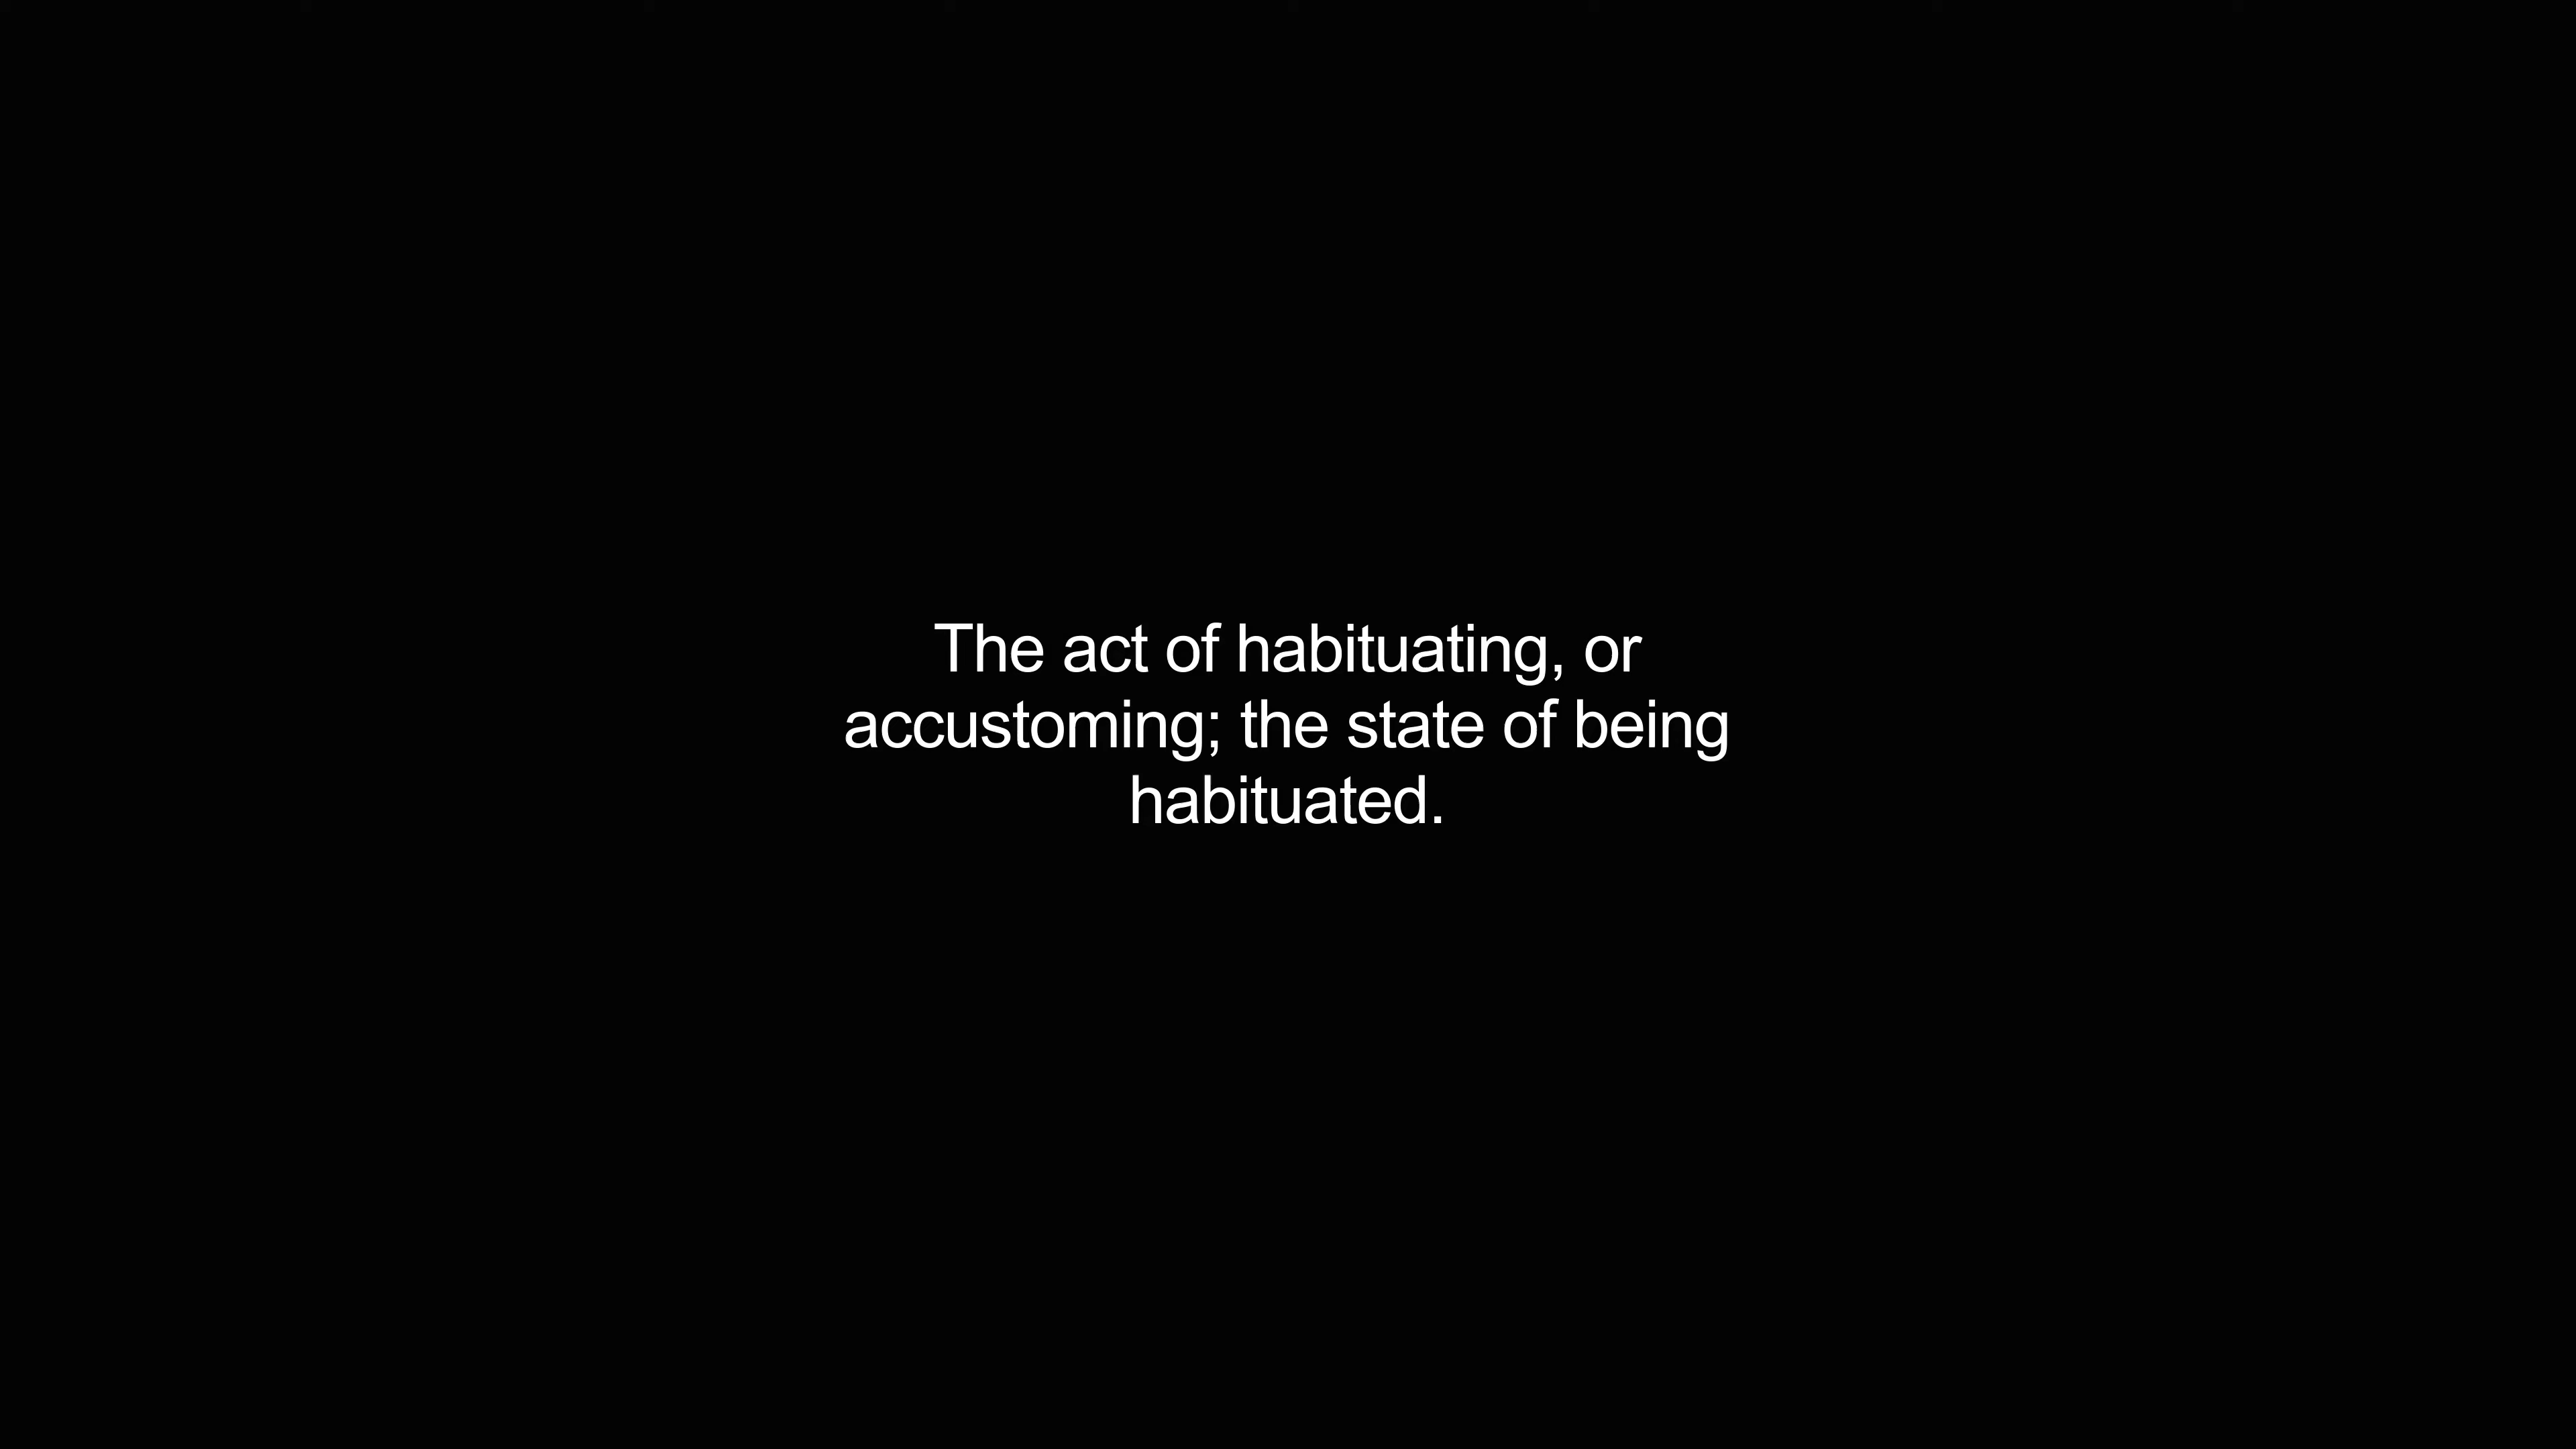 The act of habituating, or
accustoming; the state of being
habituated.